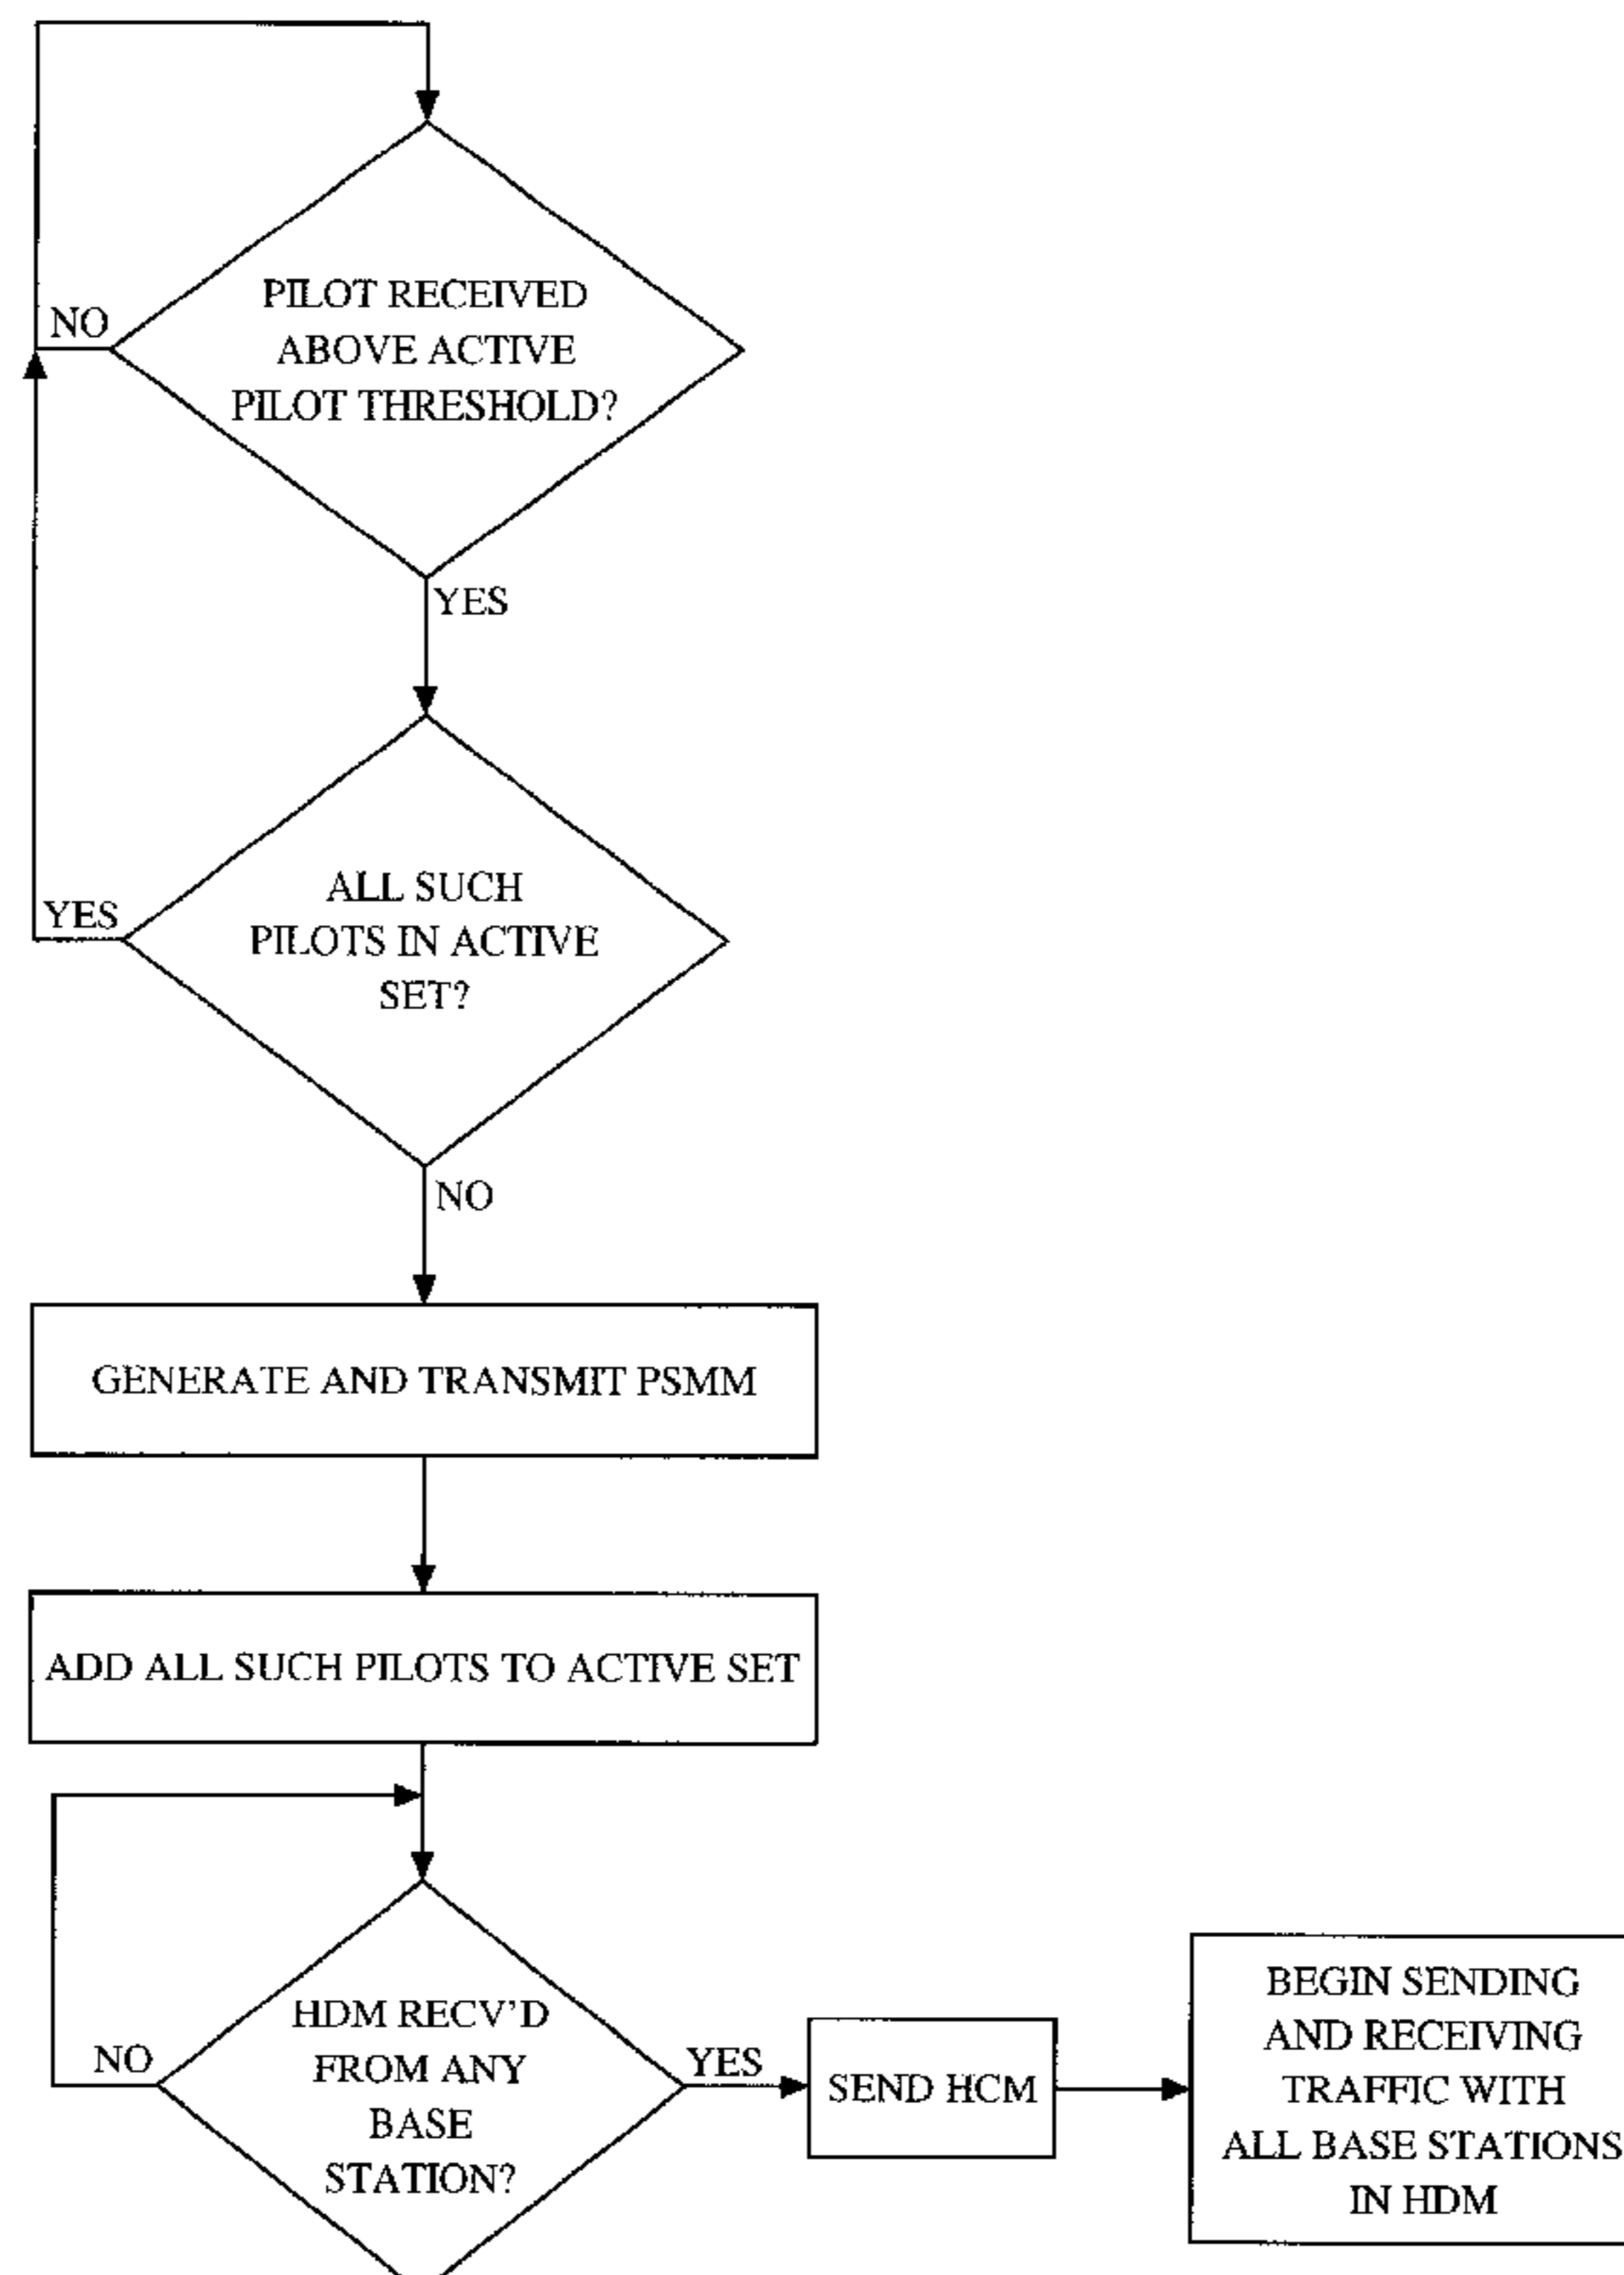 PILOT RECEIVED
ABOVE ACTIVE
PILOT THRESHOLD?
NO
YES
ALL SUCH
PILOTS IN ACTIVE
SET?
YES
NO
GENERATE AND TRANSMIT PSMM
ADD ALL SUCH PILOTS TO ACTIVE SET
HDM RECV'D
FROM ANY
BASE
STATION?
NO
YES
SEND HCM
BEGIN SENDING
AND RECEIVING
TRAFFIC WITH
ALL BASE STATIONS
IN HDM